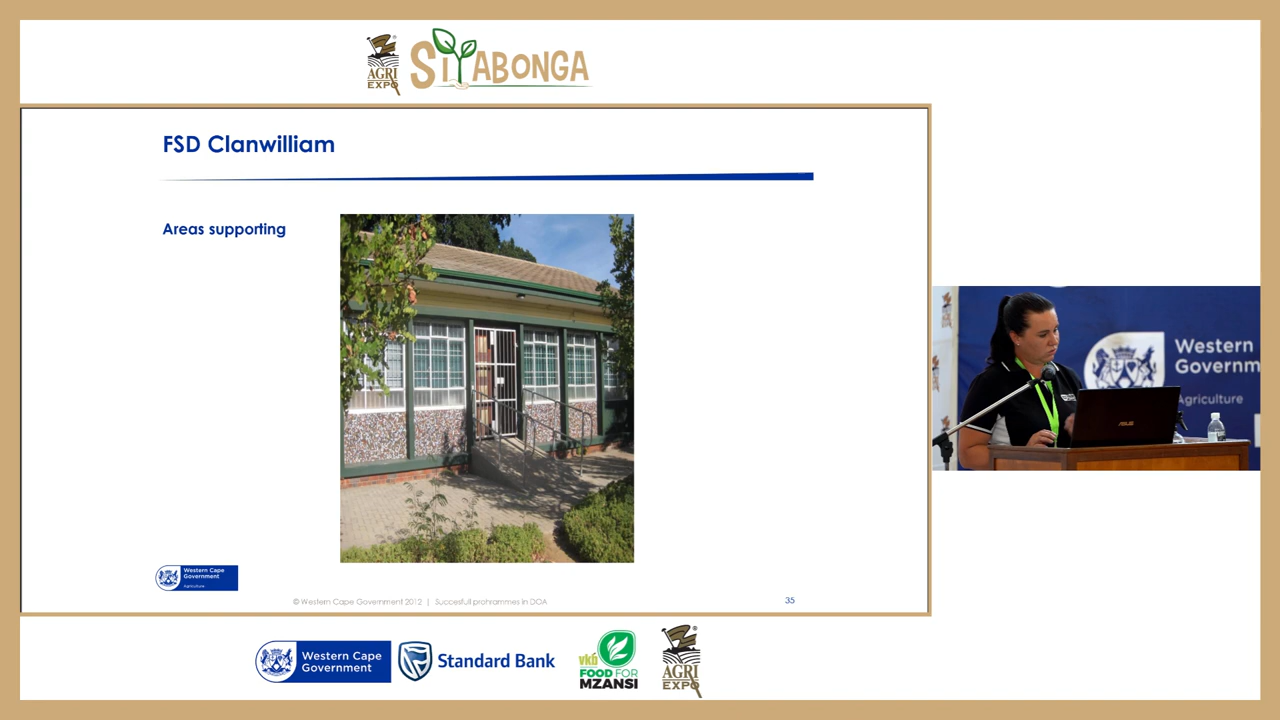 AGRI
EXPO
SIYABONGA
FSD Clanwilliam
Areas supporting
Western Cape
Government
Agriculture
© Western Cape Government 2012 | Succesfull prohrammes in DOA
35
Western
Governm
Agriculture
ASUS
Western Cape
Government
Standard Bank
vkb
FOOD FOR
MZANSI
AGRI
EXPO